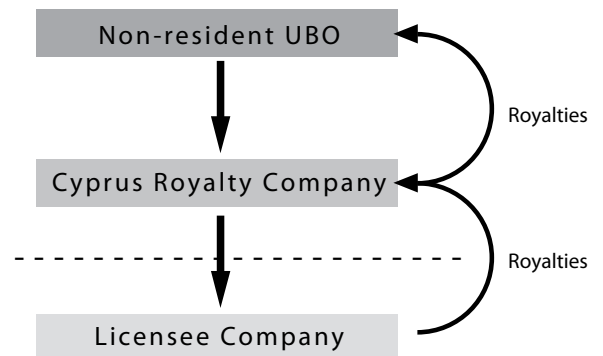 Non-resident UBO
Royalties
Cyprus Royalty Company
Royalties
Licensee Company